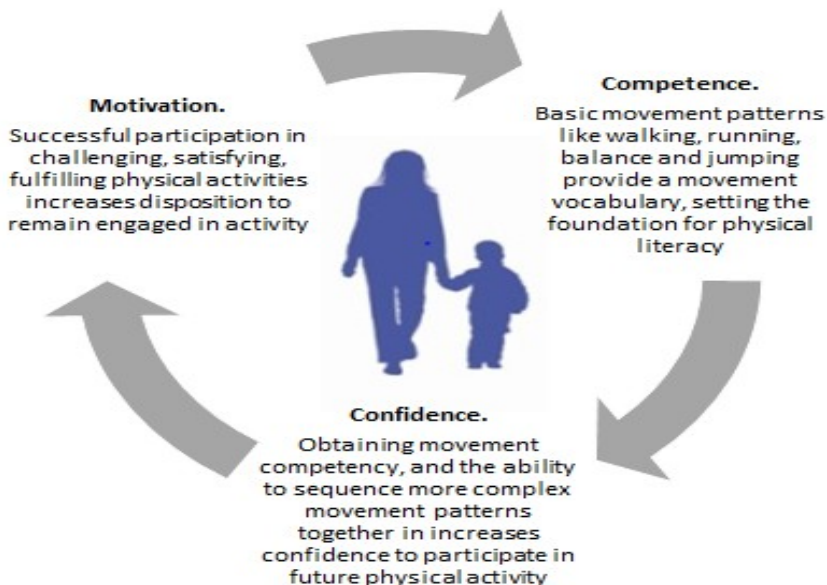 Motivation.
Successful participation in
challenging, satisfying,
fulfilling physical activities
increases disposition to
remain engaged in activity
Competence.
Basic movement patterns
like walking, running,
balance and jumping
provide a movement
vocabulary, setting the
foundation for physical
literacy
Confidence.
Obtaining movement
competency, and the ability
to sequence more complex
movement patterns
together in increases
confidence to participate in
future physical activity